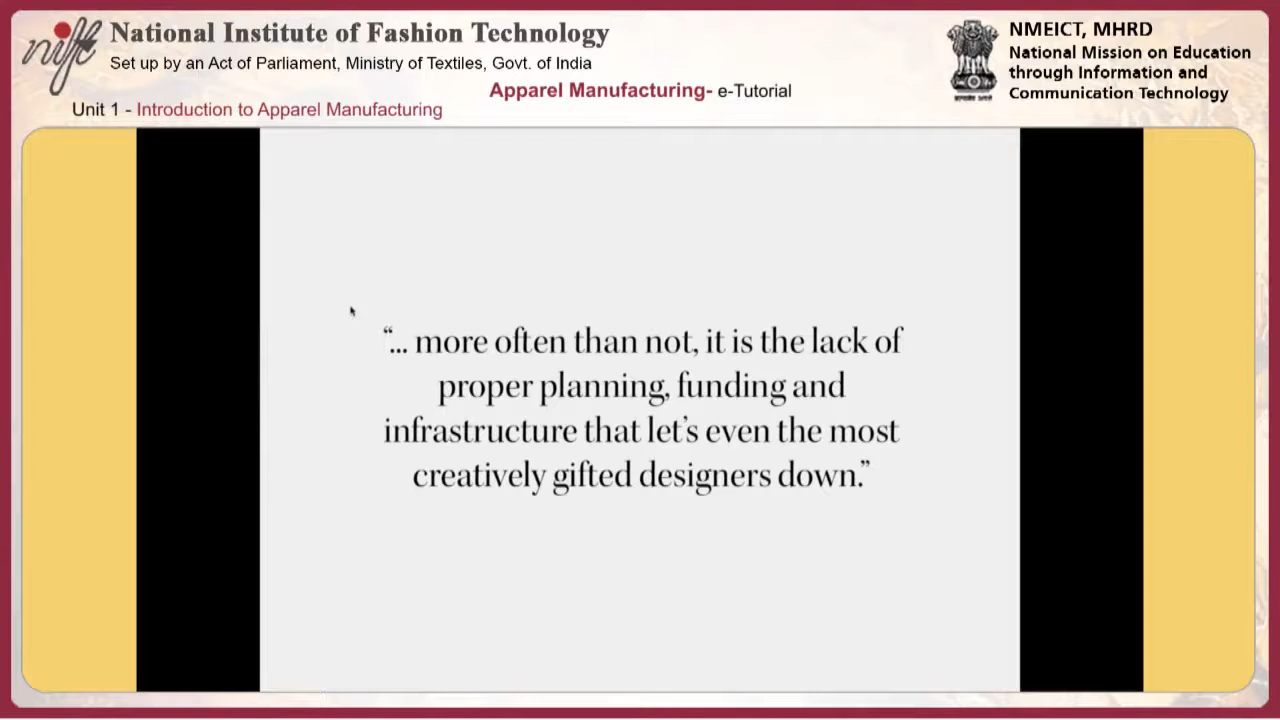 nift
National Institute of Fashion Technology
Set up by an Act of Parliament, Ministry of Textiles, Govt. of India
Apparel Manufacturing- e-Tutorial
Unit 1 - Introduction to Apparel Manufacturing
NMEICT, MHRD
National Mission on Education
through Information and
Communication Technology
“... more often than not, it is the lack of
proper planning, funding and
infrastructure that let’s even the most
creatively gifted designers down.”